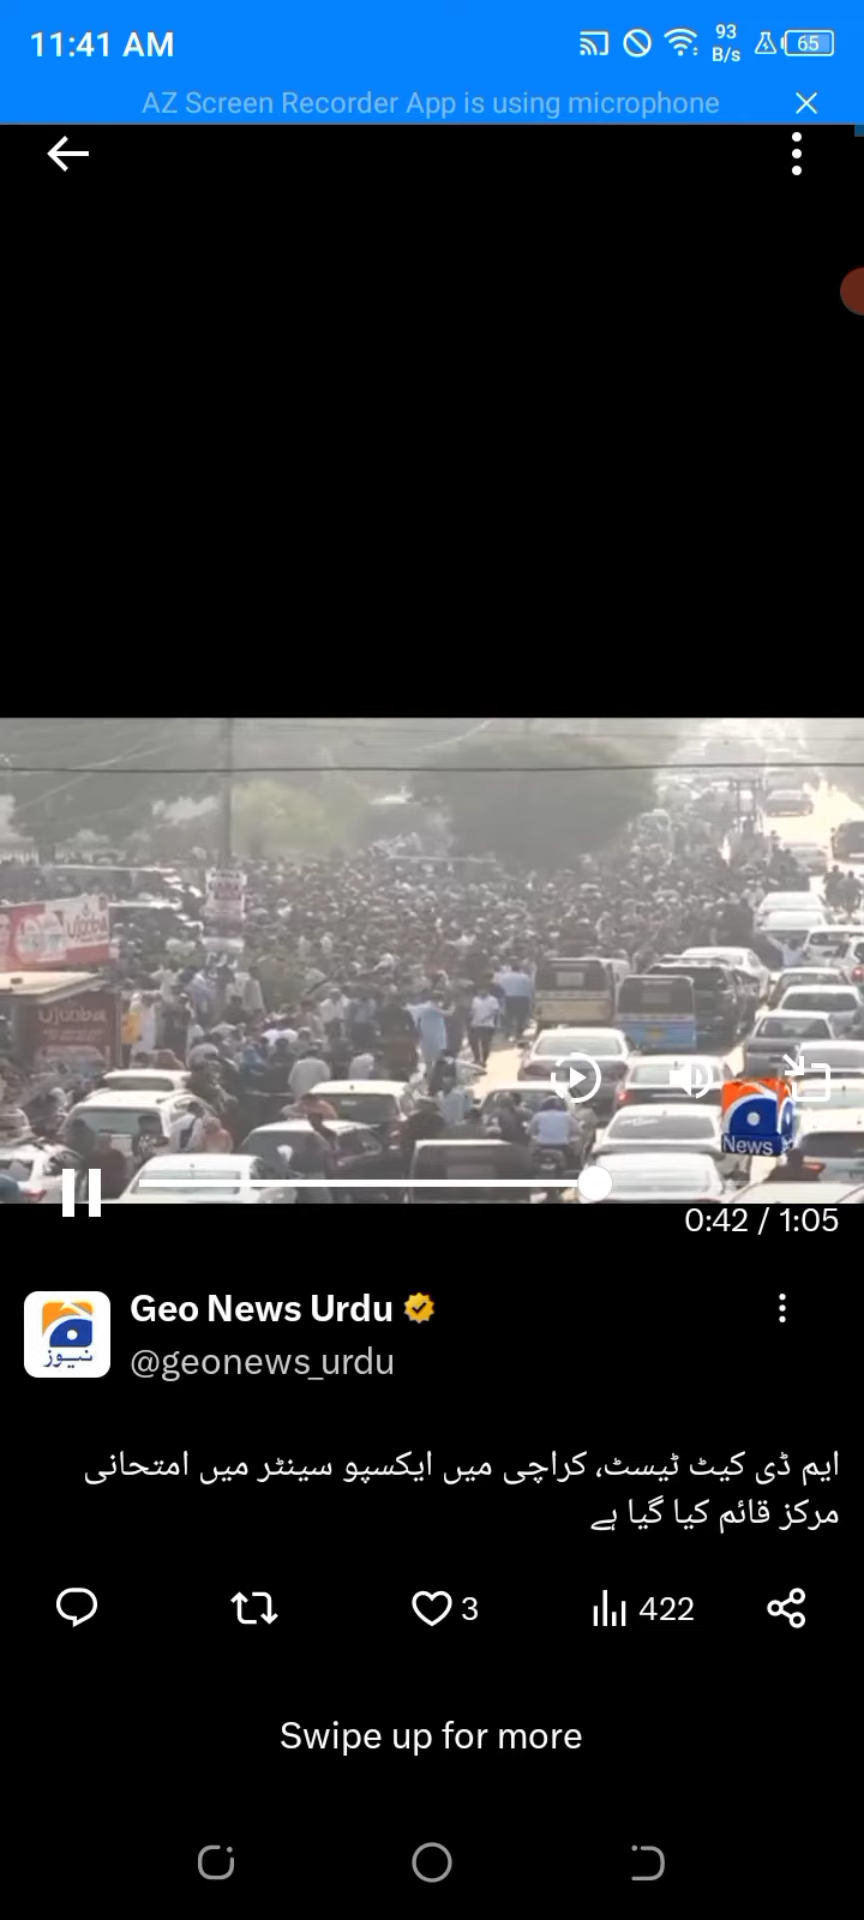 11:41 AM
93
B/s
65
AZ Screen Recorder App is using microphone
Ujooba
Ujooba
News
0:42 / 1:05
نیوز
Geo News Urdu
@geonews_urdu
ایم ڈی کیٹ ٹیسٹ، کراچی میں ایکسپو سینٹر میں امتحانی
مرکز قائم کیا گیا ہے
3
422
Swipe up for more